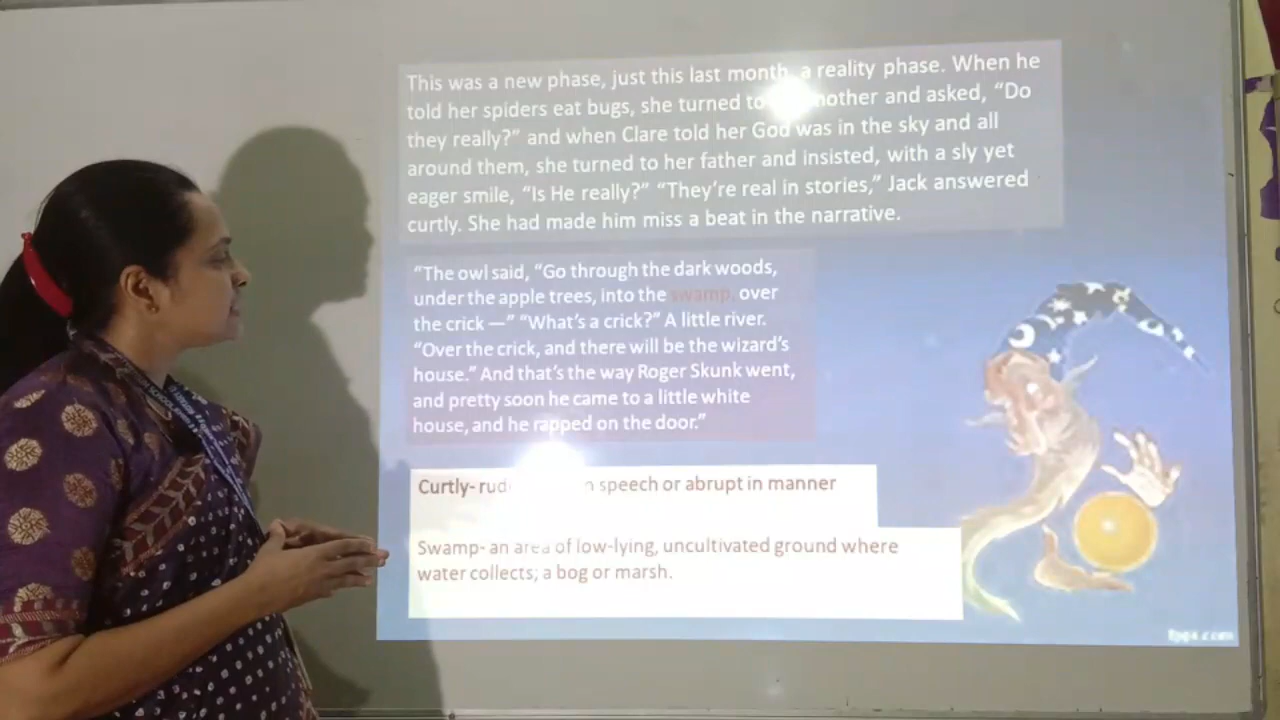 This was a new phase, just this last month, a reality phase. When he
told her spiders eat bugs, she turned to mother and asked, “Do
they really?” and when Clare told her God was in the sky and all
around them, she turned to her father and insisted, with a sly yet
eager smile, “Is He really?” “They’re real in stories,” Jack answered
curtly. She had made him miss a beat in the narrative.
“The owl said, “Go through the dark woods,
under the apple trees, into the swamp, over
the crick —” “What’s a crick?” A little river.
“Over the crick, and there will be the wizard’s
house.” And that’s the way Roger Skunk went,
and pretty soon he came to a little white
house, and he rapped on the door.”
Curtly- speech or abrupt in manner
Swamp- an area of low-lying, uncultivated ground where
water collects; a bog or marsh.